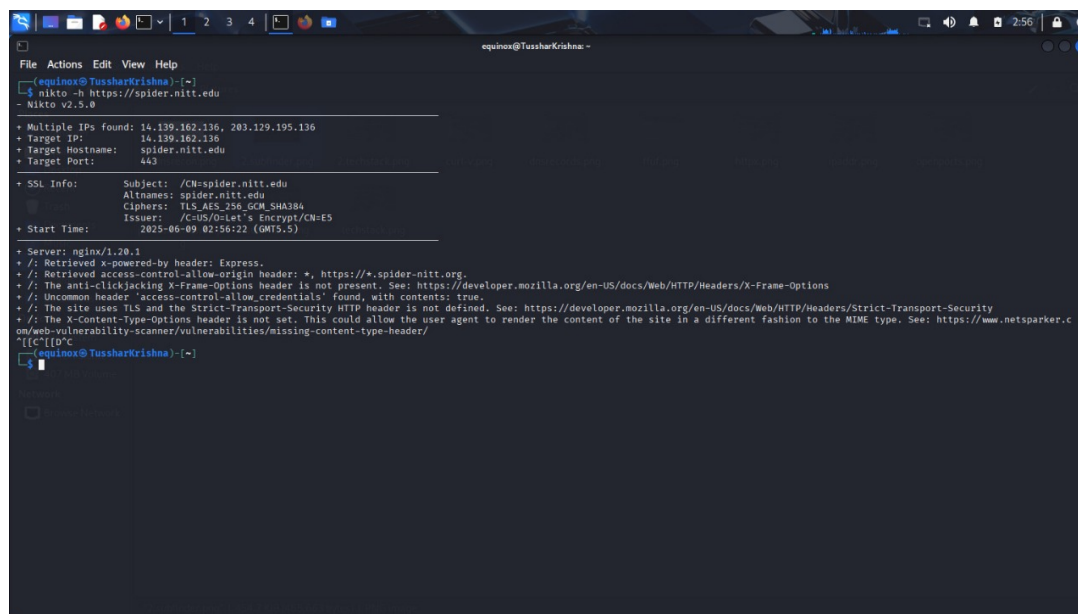 1 2 3 4
2:56
equinox@TussharKrishna: ~
File Actions Edit View Help
(equinox㉿TussharKrishna)-[~]
$ nikto -h https://spider.nitt.edu
- Nikto v2.5.0
+ Multiple IPs found: 14.139.162.136, 203.129.195.136
+ Target IP: 14.139.162.136
+ Target Hostname: spider.nitt.edu
+ Target Port: 443
+ SSL Info: Subject: /CN=spider.nitt.edu
Altnames: spider.nitt.edu
Ciphers: TLS_AES_256_GCM_SHA384
Issuer: /C=US/O=Let's Encrypt/CN=E5
+ Start Time: 2025-06-09 02:56:22 (GMT5.5)
+ Server: nginx/1.20.1
+ /: Retrieved x-powered-by header: Express.
+ /: Retrieved access-control-allow-origin header: *, https://*.spider-nitt.org.
+ /: The anti-clickjacking X-Frame-Options header is not present. See: https://developer.mozilla.org/en-US/docs/Web/HTTP/Headers/X-Frame-Options
+ /: Uncommon header 'access-control-allow_credentials' found, with contents: true.
+ /: The site uses TLS and the Strict-Transport-Security HTTP header is not defined. See: https://developer.mozilla.org/en-US/docs/Web/HTTP/Headers/Strict-Transport-Security
+ /: The X-Content-Type-Options header is not set. This could allow the user agent to render the content of the site in a different fashion to the MIME type. See: https://www.netsparker.c
om/web-vulnerability-scanner/vulnerabilities/missing-content-type-header/
^[[C^[[D^C
(equinox㉿TussharKrishna)-[~]
$